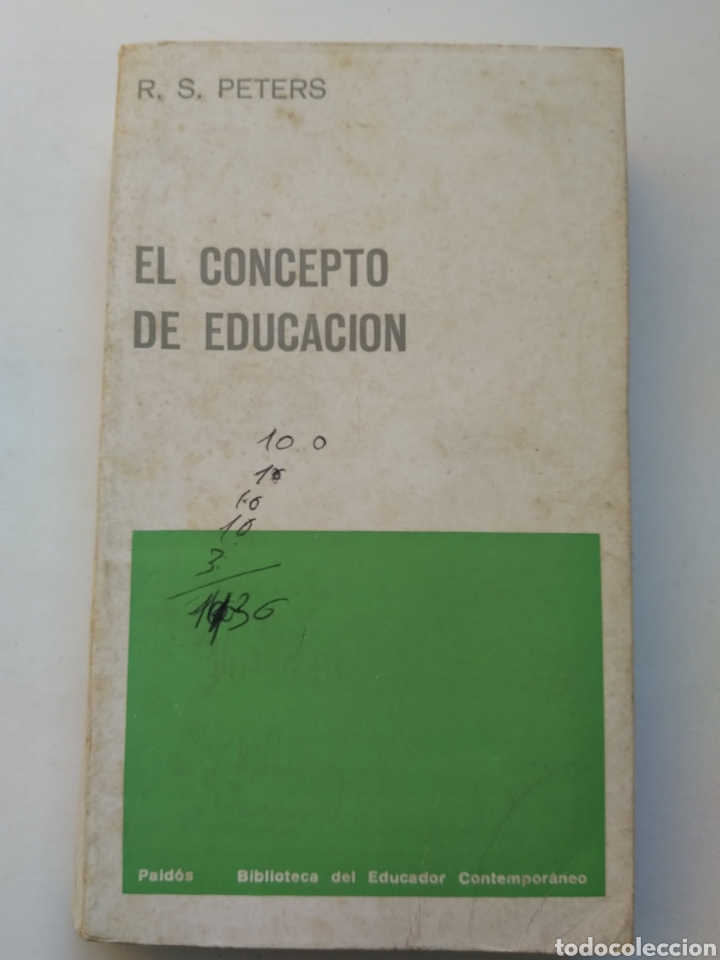 R. S. PETERS
EL CONCEPTO
DE EDUCACION
10 0
10
10
10
3.
Paidós Biblioteca del Educador Contemporáneo
todocoleccion